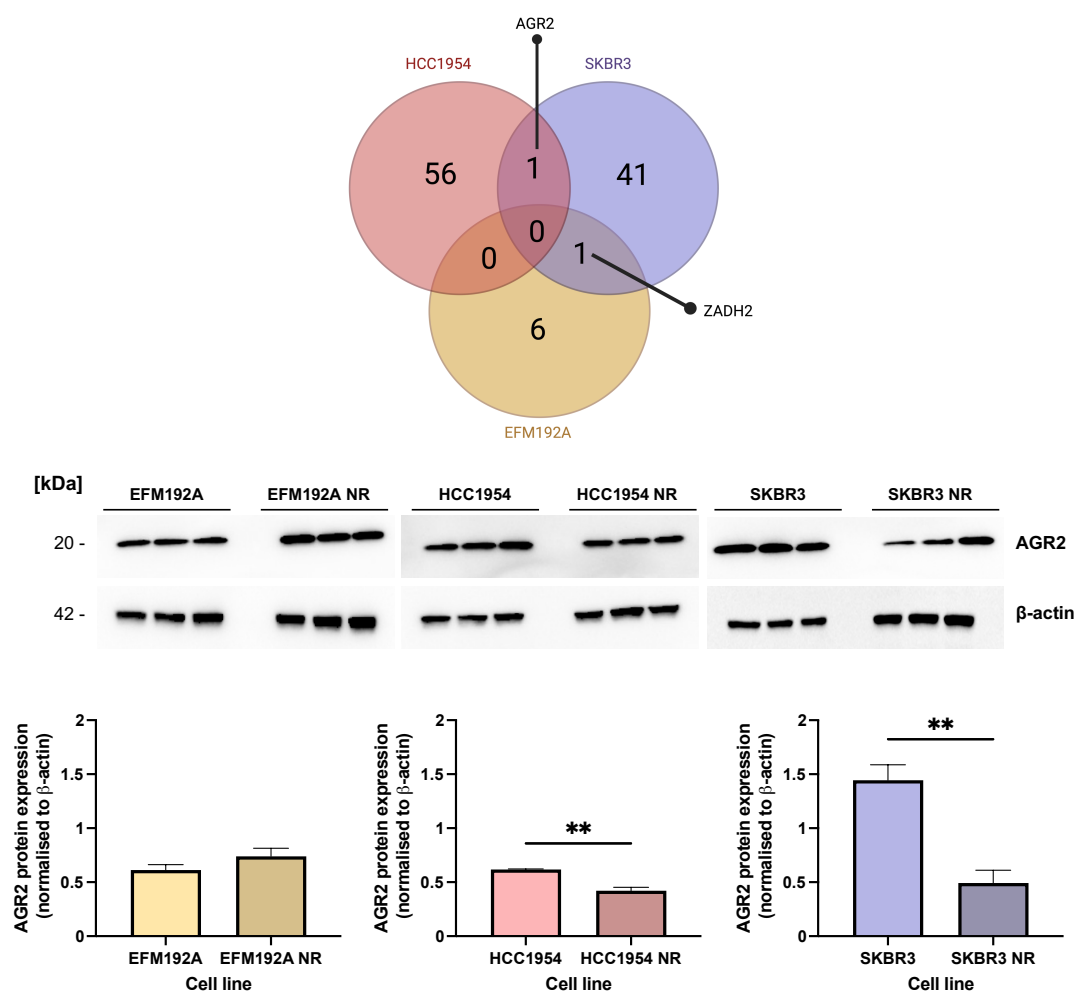 AGR2
HCC1954
SKBR3
56
1
41
0
0
1
ZADH2
6
EFM192A
[kDa]
EFM192A
EFM192A NR
HCC1954
HCC1954 NR
SKBR3
SKBR3 NR
20 -
AGR2
42 -
β-actin
AGR2 protein expression
(normalised to β-actin)
2
1.5
1
0.5
0
EFM192A
EFM192A NR
Cell line
AGR2 protein expression
(normalised to β-actin)
2
1.5
1
0.5
0
**
HCC1954
HCC1954 NR
Cell line
AGR2 protein expression
(normalised to β-actin)
2
1.5
1
0.5
0
**
SKBR3
SKBR3 NR
Cell line